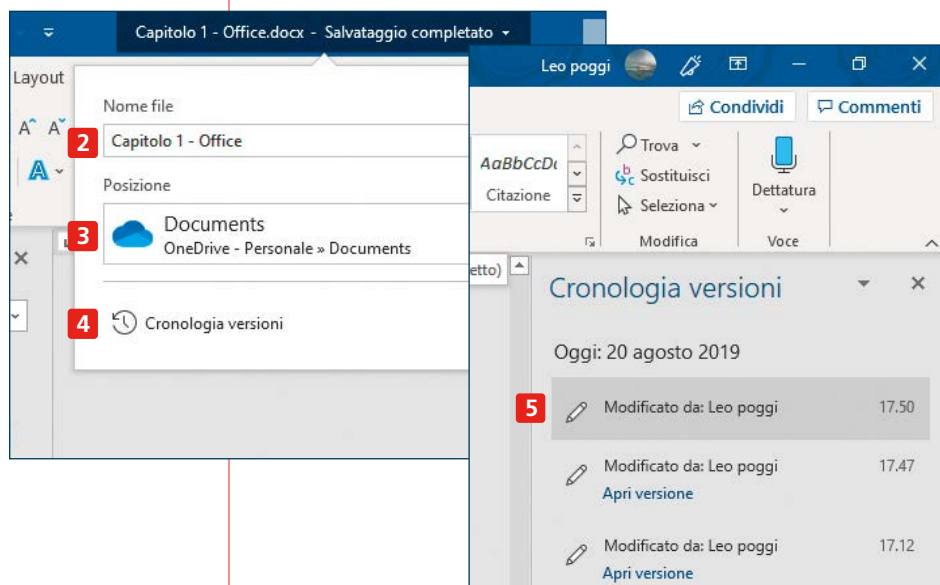 Capitolo 1 - Office.docx - Salvataggio completato
Layout
Nome file
2
Capitolo 1 - Office
Posizione
3
Documents
OneDrive - Personale » Documents
4
Cronologia versioni
Leo poggi
Condividi
Commenti
AaBbCcD
Citazione
Trova
Sostituisci
Seleziona
Modifica
Dettatura
Voce
etto)
Cronologia versioni
Oggi: 20 agosto 2019
5
Modificato da: Leo poggi 17.50
Modificato da: Leo poggi 17.47
Apri versione
Modificato da: Leo poggi 17.12
Apri versione